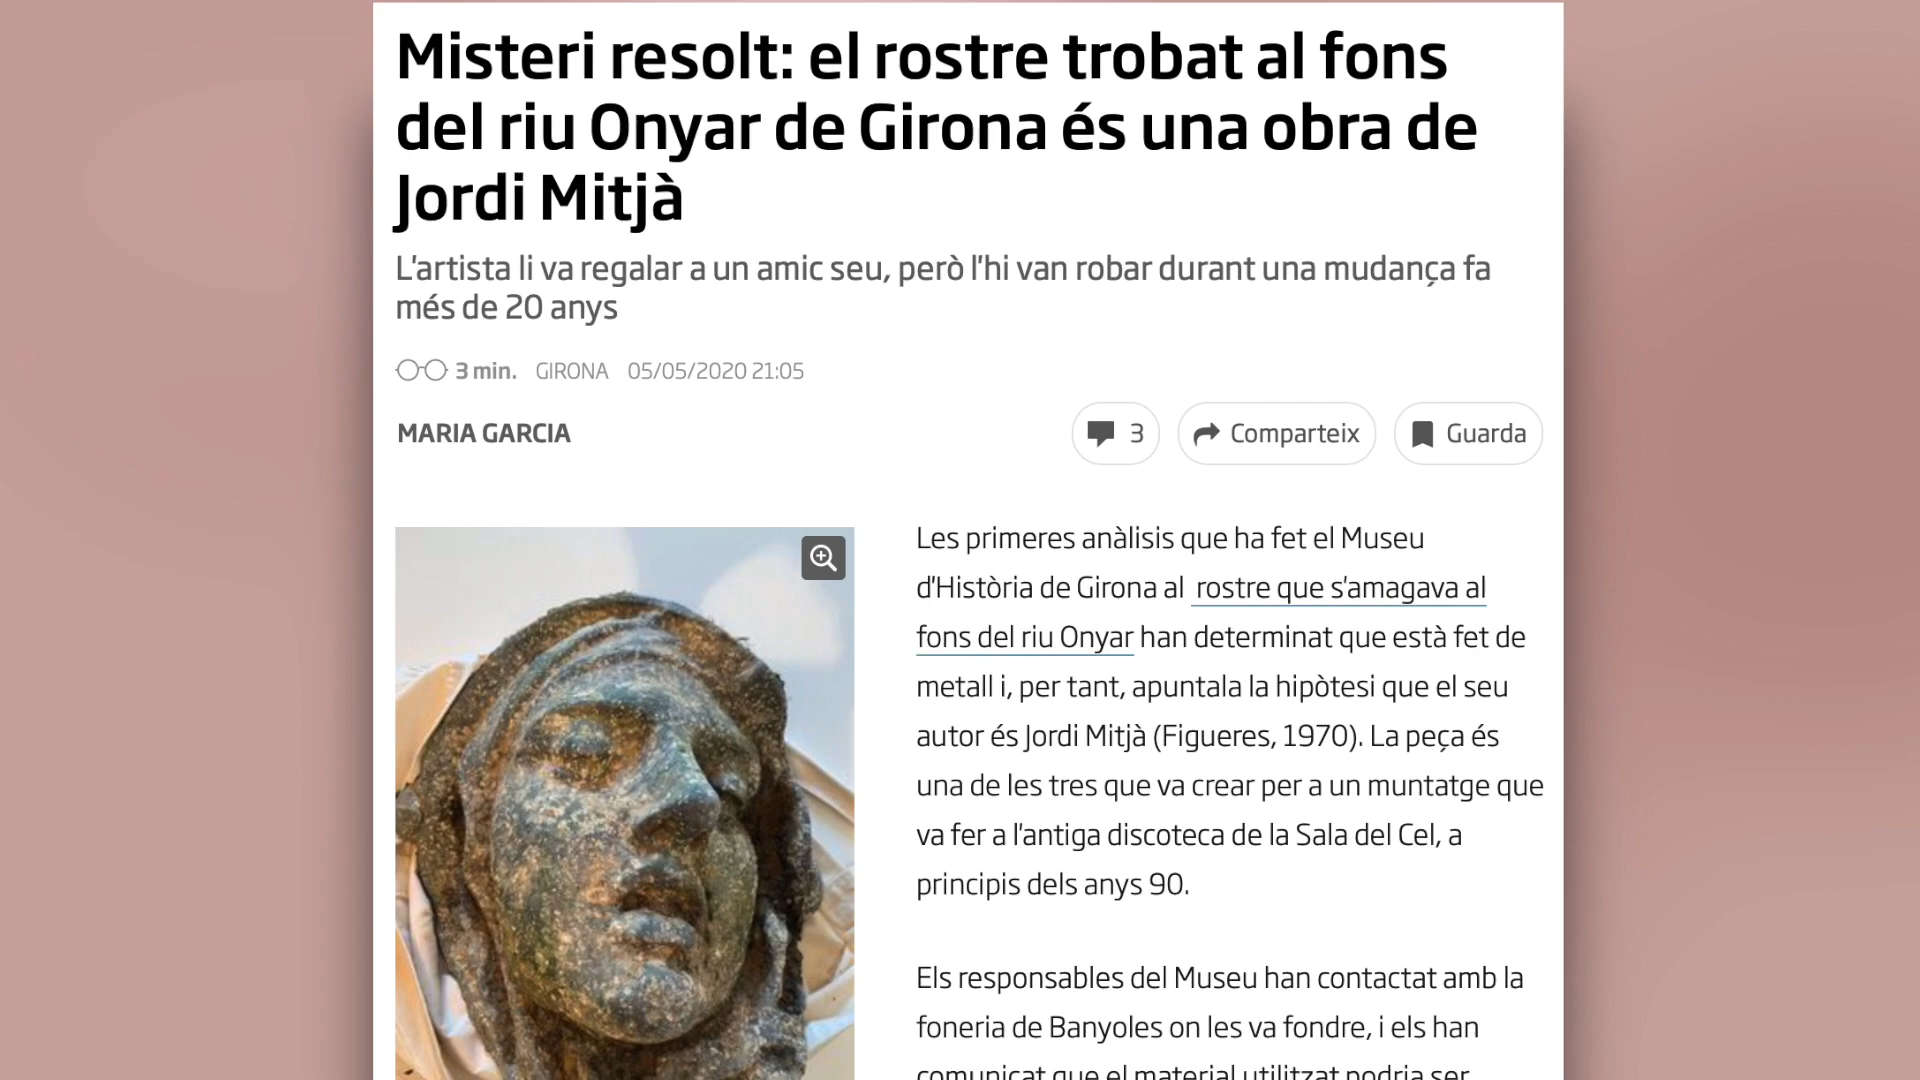 Misteri resolt: el rostre trobat al fons
del riu Onyar de Girona és una obra de
Jordi Mitjà
L'artista li va regalar a un amic seu, però l'hi van robar durant una mudança fa
més de 20 anys
3 min. GIRONA 05/05/2020 21:05
MARIA GARCIA
3 Comparteix Guarda
Les primeres anàlisis que ha fet el Museu
d'Història de Girona al rostre que s'amagava al
fons del riu Onyar han determinat que està fet de
metall i, per tant, apuntala la hipòtesi que el seu
autor és Jordi Mitjà (Figueres, 1970). La peça és
una de les tres que va crear per a un muntatge que
va fer a l'antiga discoteca de la Sala del Cel, a
principis dels anys 90.
Els responsables del Museu han contactat amb la
foneria de Banyoles on les va fondre, i els han
comunicat que el material utilitzat podria ser